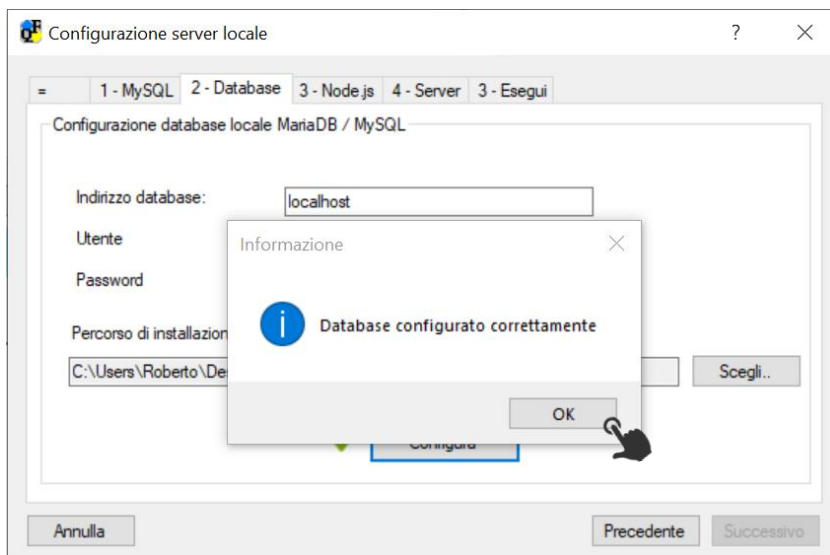 Configurazione server locale
=
1 - MySQL
2 - Database
3 - Node.js
4 - Server
3 - Esegui
Configurazione database locale MariaDB / MySQL
Indirizzo database:
localhost
Utente
Informazione
Password
Database configurato correttamente
Percorso di installazion
C:\Users\Roberto\De
Scegli..
OK
Configura
Annulla
Precedente
Successivo